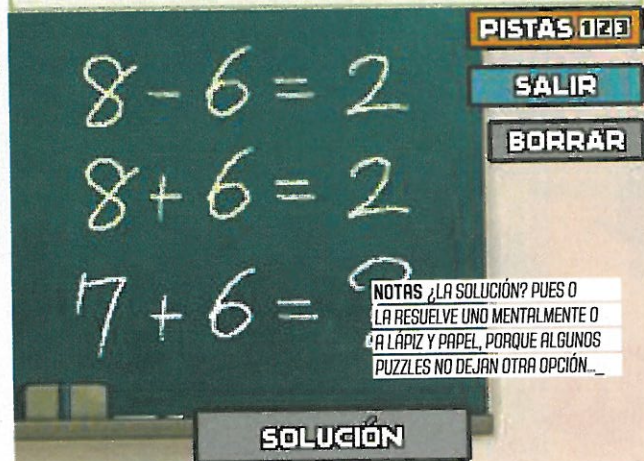 PISTAS 123
8 - 6 = 2
SALIR
BORRAR
8 + 6 = 2
7 + 6 = ?
NOTAS ¿LA SOLUCIÓN? PUES O
LA RESUELVE UNO MENTALMENTE O
A LÁPIZ Y PAPEL, PORQUE ALGUNOS
PUZZLES NO DEJAN OTRA OPCIÓN..._
SOLUCIÓN